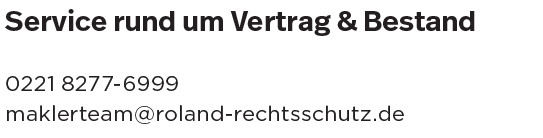 Service rund um Vertrag & Bestand
0221 8277-6999
maklerteam@roland-rechtsschutz.de